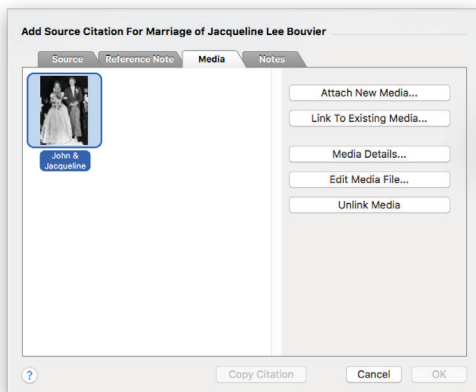 Add Source Citation For Marriage of Jacqueline Lee Bouvier
Source Reference Note Media Notes
John &
Jacqueline
Attach New Media...
Link To Existing Media...
Media Details...
Edit Media File...
Unlink Media
? Copy Citation Cancel OK